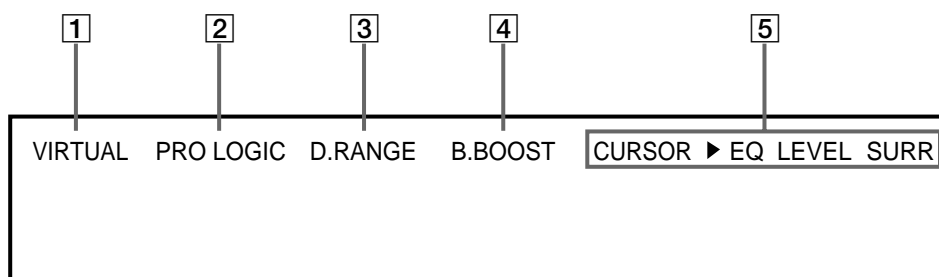 1 2 3 4 5
VIRTUAL PRO LOGIC D.RANGE B.BOOST CURSOR ▶ EQ LEVEL SURR